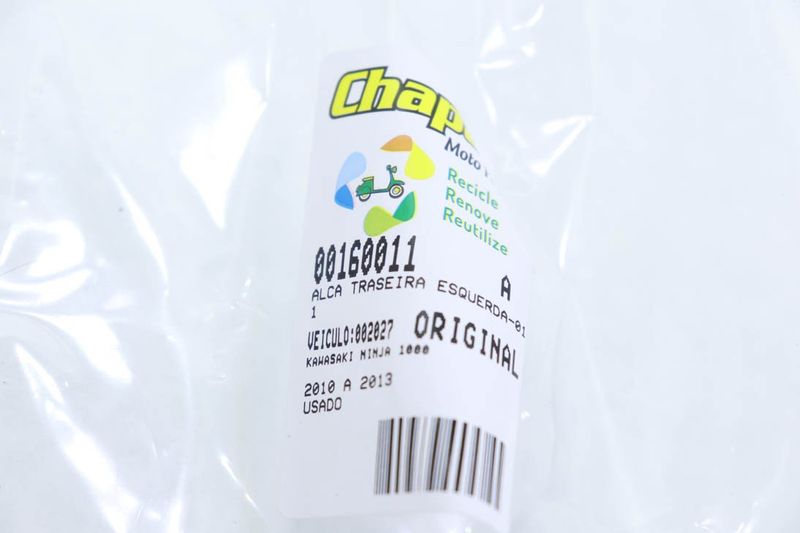 Moto
Recicle
Renove
Reutilize
00160011 A
ALCA TRASEIRA ESQUERDA-01
1
VEICULO:002027 ORIGINAL
KAWASAKI NINJA 1000
2010 A 2013
USADO